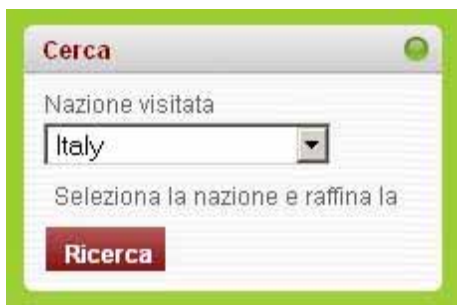 Cerca
Nazione visitata
Italy
Seleziona la nazione e raffina la
Ricerca